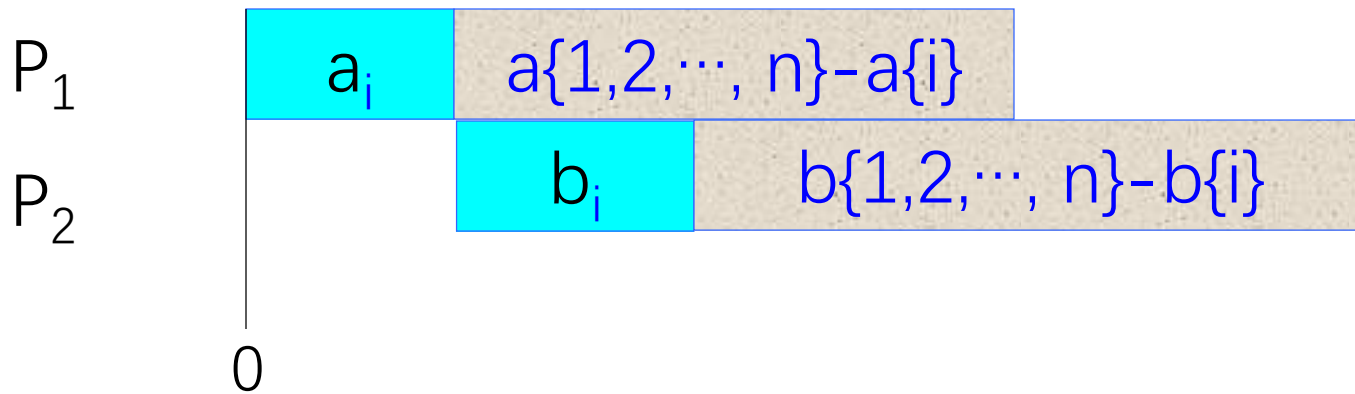 P₁ aᵢ a{1,2,⋯, n}-a{i}
P₂ bᵢ b{1,2,⋯, n}-b{i}
0